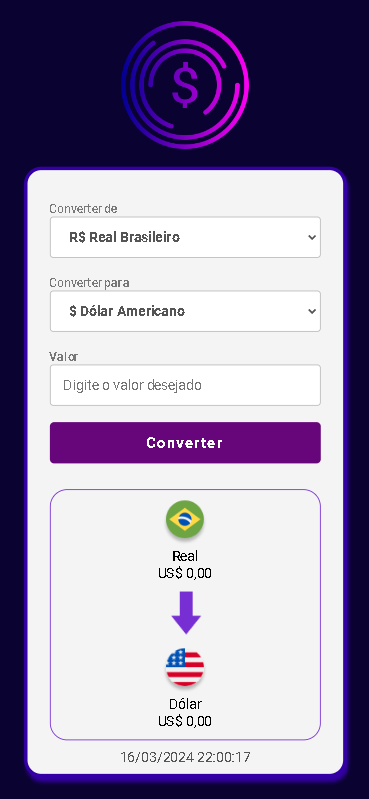 $
Converter de
R$ Real Brasileiro
Converter para
$ Dólar Americano
Valor
Digite o valor desejado
Converter
Real
US$ 0,00
Dólar
US$ 0,00
16/03/2024 22:00:17